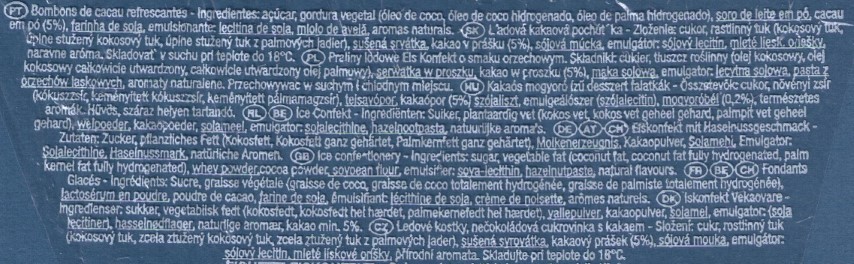 PT Bombons de cacau refrescantes - Ingredientes: açúcar, gordura vegetal (óleo de coco, óleo de coco hidrogenado, óleo de palma hidrogenado), soro de leite em pó, cacau
em pó (5%), farinha de soja, emulsionante: lecitina de soja, miolo de avelã, aromas naturais. SK Ľadová kakaová pochúťka - Zloženie: cukor, rastlinný tuk (kokosový tuk,
úplne stužený kokosový tuk, úplne stužený tuk z palmových jadier), sušená srvátka, kakao v prášku (5%), sójová múcka, emulgátor: sójový lecitín, mleté liesk. oriešky,
naravne aróma. Skladovať v suchu pri teplote do 18°C. PL Praliny lodowe Eis Konfekt o smaku orzechowym. Składniki: cukier, tłuszcz roślinny (olej kokosowy, olej
kokosowy całkowicie utwardzony, całkowicie utwardzony olej palmowy), serwatka w proszku, kakao w proszku (5%), mąka sojowa, emulgator: lecytyna sojowa, pasta z
orzechów laskowych, aromaty naturalene. Przechowywac w suchym i chłodnym miejscu. HU Kakaós mogyoró ízű desszert falatkák - Összetevők: cukor, növényi zsír
(kókuszzsír, keményített kókuszzsír, keményített pálmamagzsír), tejsavópor, kakaópor (5%) szójaliszt, emulgeálószer (szójalecitin), mogyoróbél (0,2%), természetes
aromák. Hűvös, száraz helyen tartandó. NL BE Ice Confekt - Ingredienten: Suiker, plantaardig vet (kokos vet, kokos vet geheel gehard, palmpit vet geheel
gehard), weipoeder, kakaopoeder, sojameel, emulgator: sojalecithine, hazelnootpasta, natuurlijke aroma's. DE AT CH Eiskonfekt mit Haselnussgeschmack -
Zutaten: Zucker, pflanzliches Fett (Kokosfett, Kokosfett ganz gehärtet, Palmkernfett ganz gehärtet), Molkenerzeugnis, Kakaopulver, Sojamehl, Emulgator:
Sojalecithine, Haselnussmark, natürliche Aromen. GB Ice confectionery - Ingredients: sugar, vegetable fat (coconut fat, coconut fat fully hydrogenated, palm
kernel fat fully hydrogenated), whey powder, cocoa powder, soybean flour, emulsifier: soya-lecithin, hazelnutpaste, natural flavours. FR BE CH Fondants
Glacés - Ingrédients: Sucre, graisse végétale (graisse de coco, graisse de coco totalement hydrogénée, graisse de palmiste totalement hydrogénée),
lactosérum en poudre, poudre de cacao, farine de soja, émulsifiant: lécithine de soja, crème de noisette, arômes naturels. DK Iskonfekt Vekaovare -
Ingredienser: sukker, vegetabilsk fedt (kokosfedt, kokosfedt hel hærdet, palmekernefedt hel hærdet), vallepulver, kakaopulver, sojamel, emulgator: (soja
lecitiner), hasselnødflager, naturlige aromær, kakao min. 5%. CZ Ledové kostky, nečokoládová cukrovinka s kakaem - Složení: cukr, rostlinný tuk
(kokosový tuk, zcela ztužený kokosový tuk, zcela ztužený tuk z palmových jader), sušená syrovátka, kakaový prášek (5%), sójová mouka, emulgátor:
sójový lecitin, mleté lískové oříšky, přírodní aromata. Skladujte při teplote do 18°C.